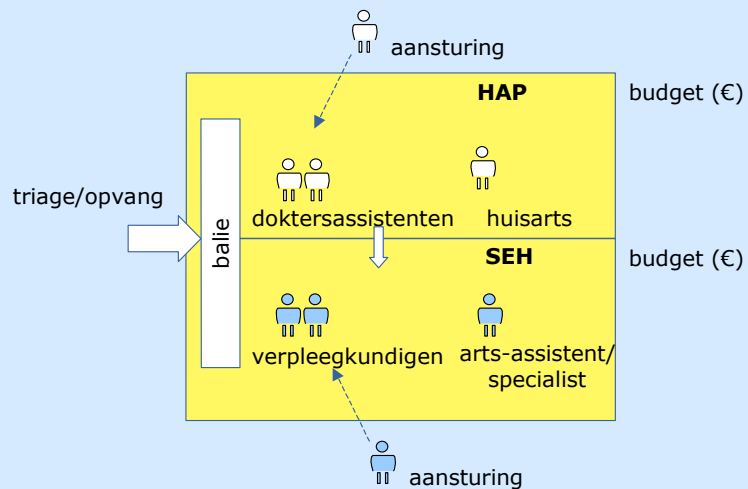 aansturing
HAP
budget (€)
triage/opvang
balie
doktersassistenten
huisarts
SEH
budget (€)
verpleegkundigen
arts-assistent/
specialist
aansturing